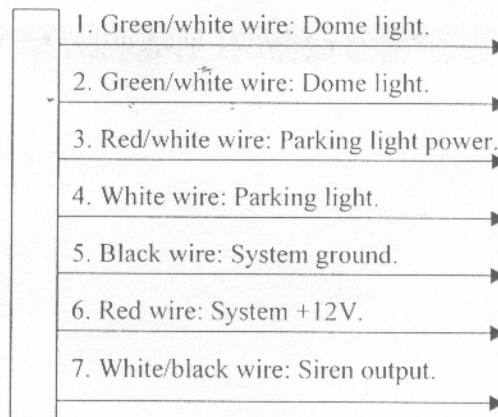 1. Green/white wire: Dome light.
2. Green/white wire: Dome light.
3. Red/white wire: Parking light power.
4. White wire: Parking light.
5. Black wire: System ground.
6. Red wire: System +12V.
7. White/black wire: Siren output.